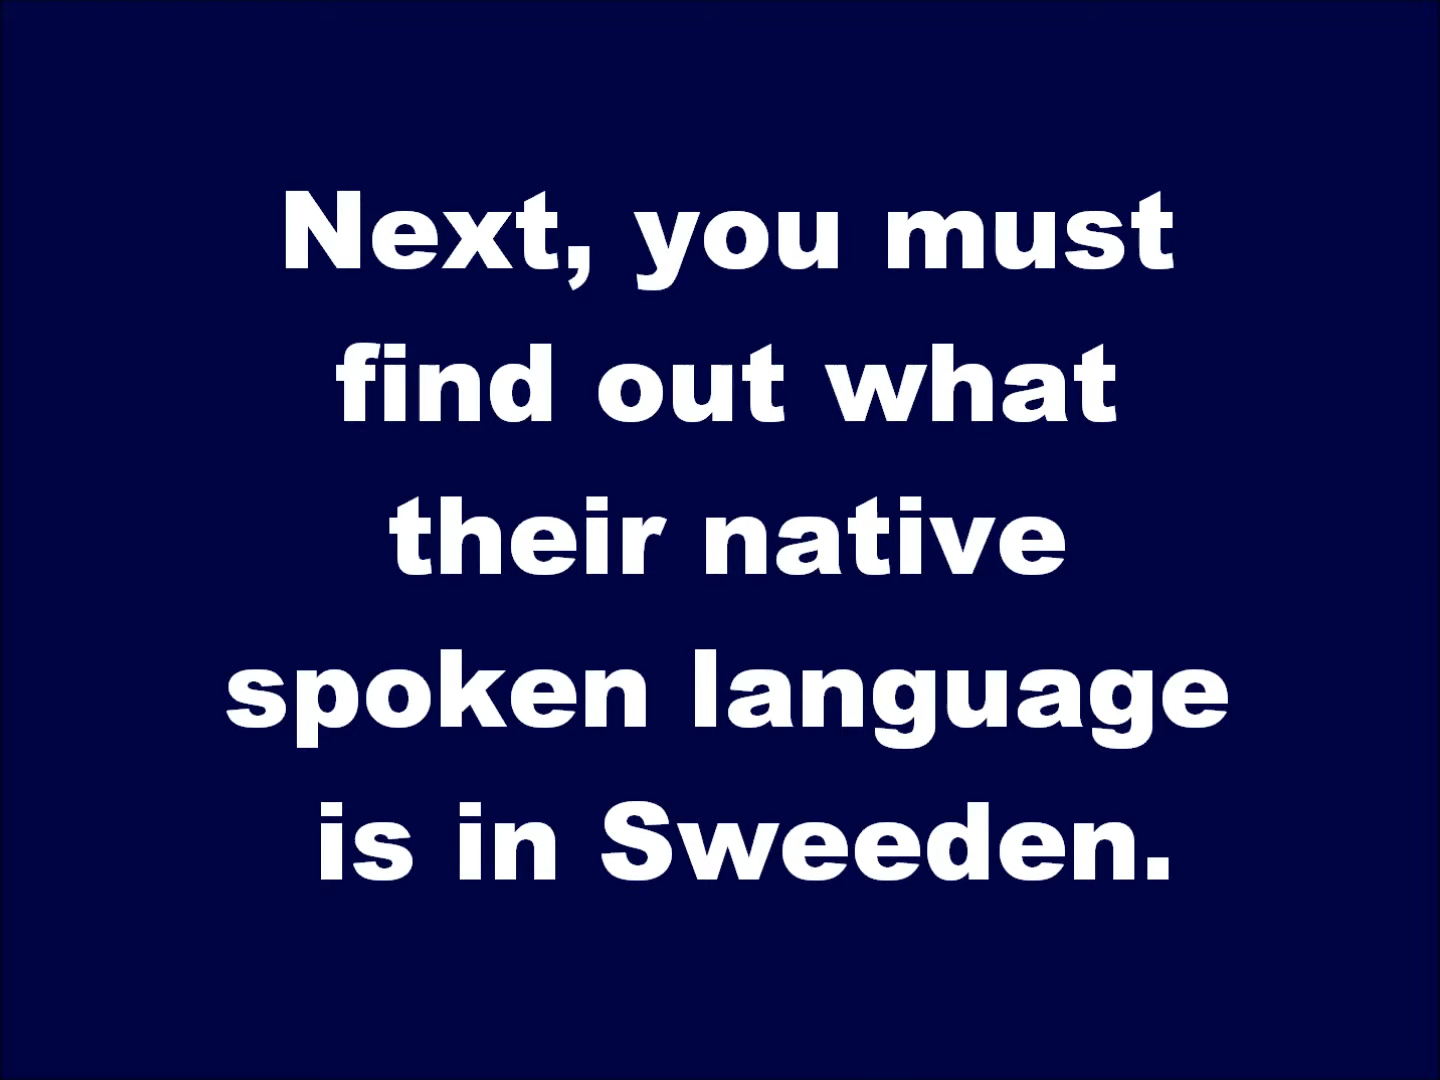 Next, you must
find out what
their native
spoken language
is in Sweeden.